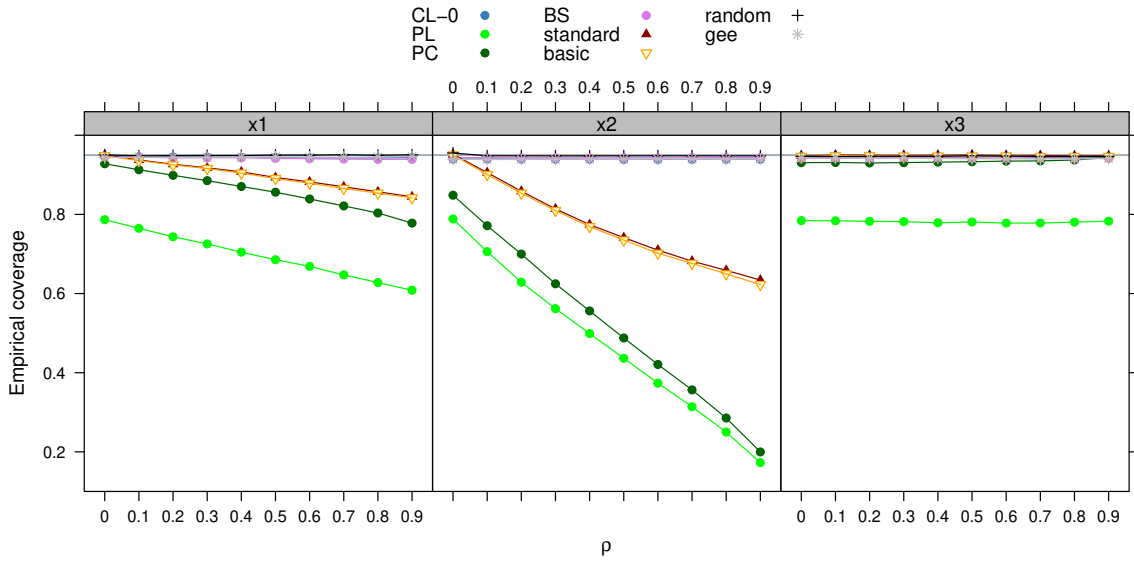 CL−0 BS random
PL standard gee
PC basic
0 0.1 0.2 0.3 0.4 0.5 0.6 0.7 0.8 0.9
x1 x2 x3
0.8
0.6
0.4
0.2
Empirical coverage
0 0.1 0.2 0.3 0.4 0.5 0.6 0.7 0.8 0.9
0 0.1 0.2 0.3 0.4 0.5 0.6 0.7 0.8 0.9
ρ